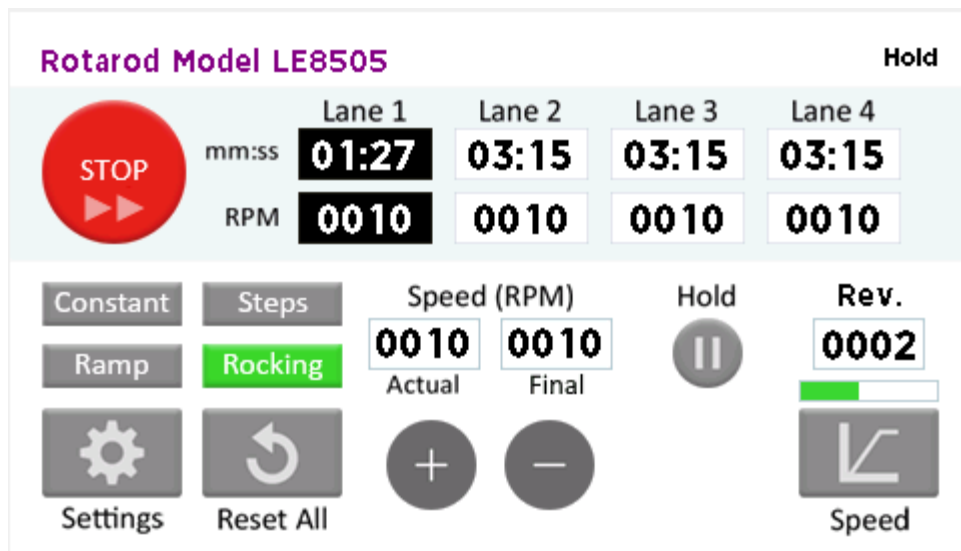 Rotarod Model LE8505 Hold
Lane 1 Lane 2 Lane 3 Lane 4
STOP mm:ss 01:27 03:15 03:15 03:15
RPM 0010 0010 0010 0010
Constant Steps Speed (RPM) Hold Rev.
Ramp Rocking 0010 0010 0002
Actual Final
Settings Reset All Speed